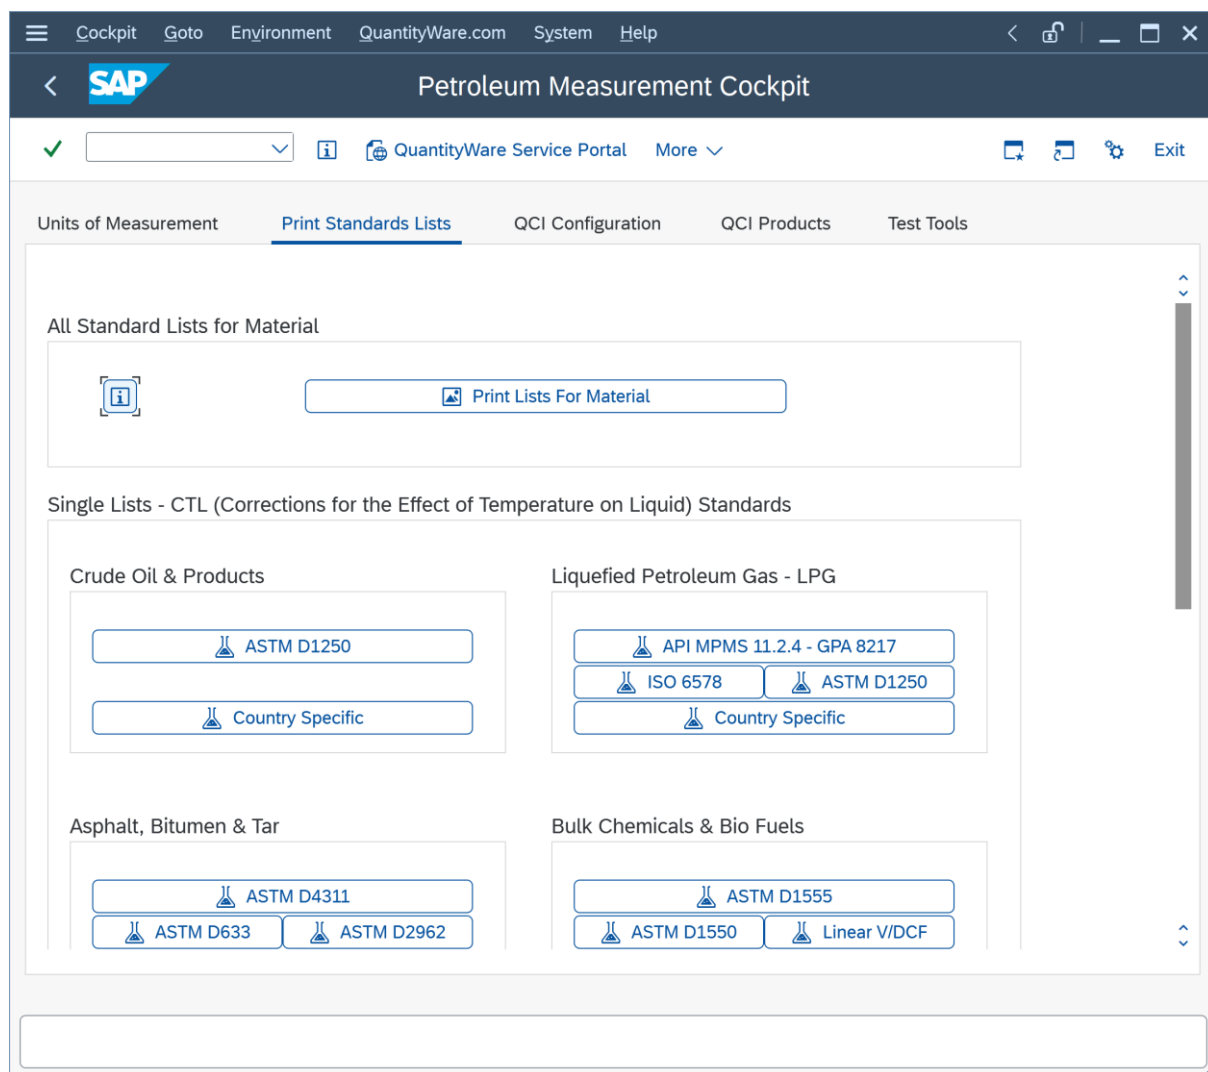 Cockpit Goto Environment QuantityWare.com System Help
SAP Petroleum Measurement Cockpit
QuantityWare Service Portal More Exit
Units of Measurement Print Standards Lists QCI Configuration QCI Products Test Tools
All Standard Lists for Material
Print Lists For Material
Single Lists - CTL (Corrections for the Effect of Temperature on Liquid) Standards
Crude Oil & Products Liquefied Petroleum Gas - LPG
ASTM D1250 API MPMS 11.2.4 - GPA 8217
ISO 6578 ASTM D1250
Country Specific Country Specific
Asphalt, Bitumen & Tar Bulk Chemicals & Bio Fuels
ASTM D4311 ASTM D1555
ASTM D633 ASTM D2962 ASTM D1550 Linear V/DCF